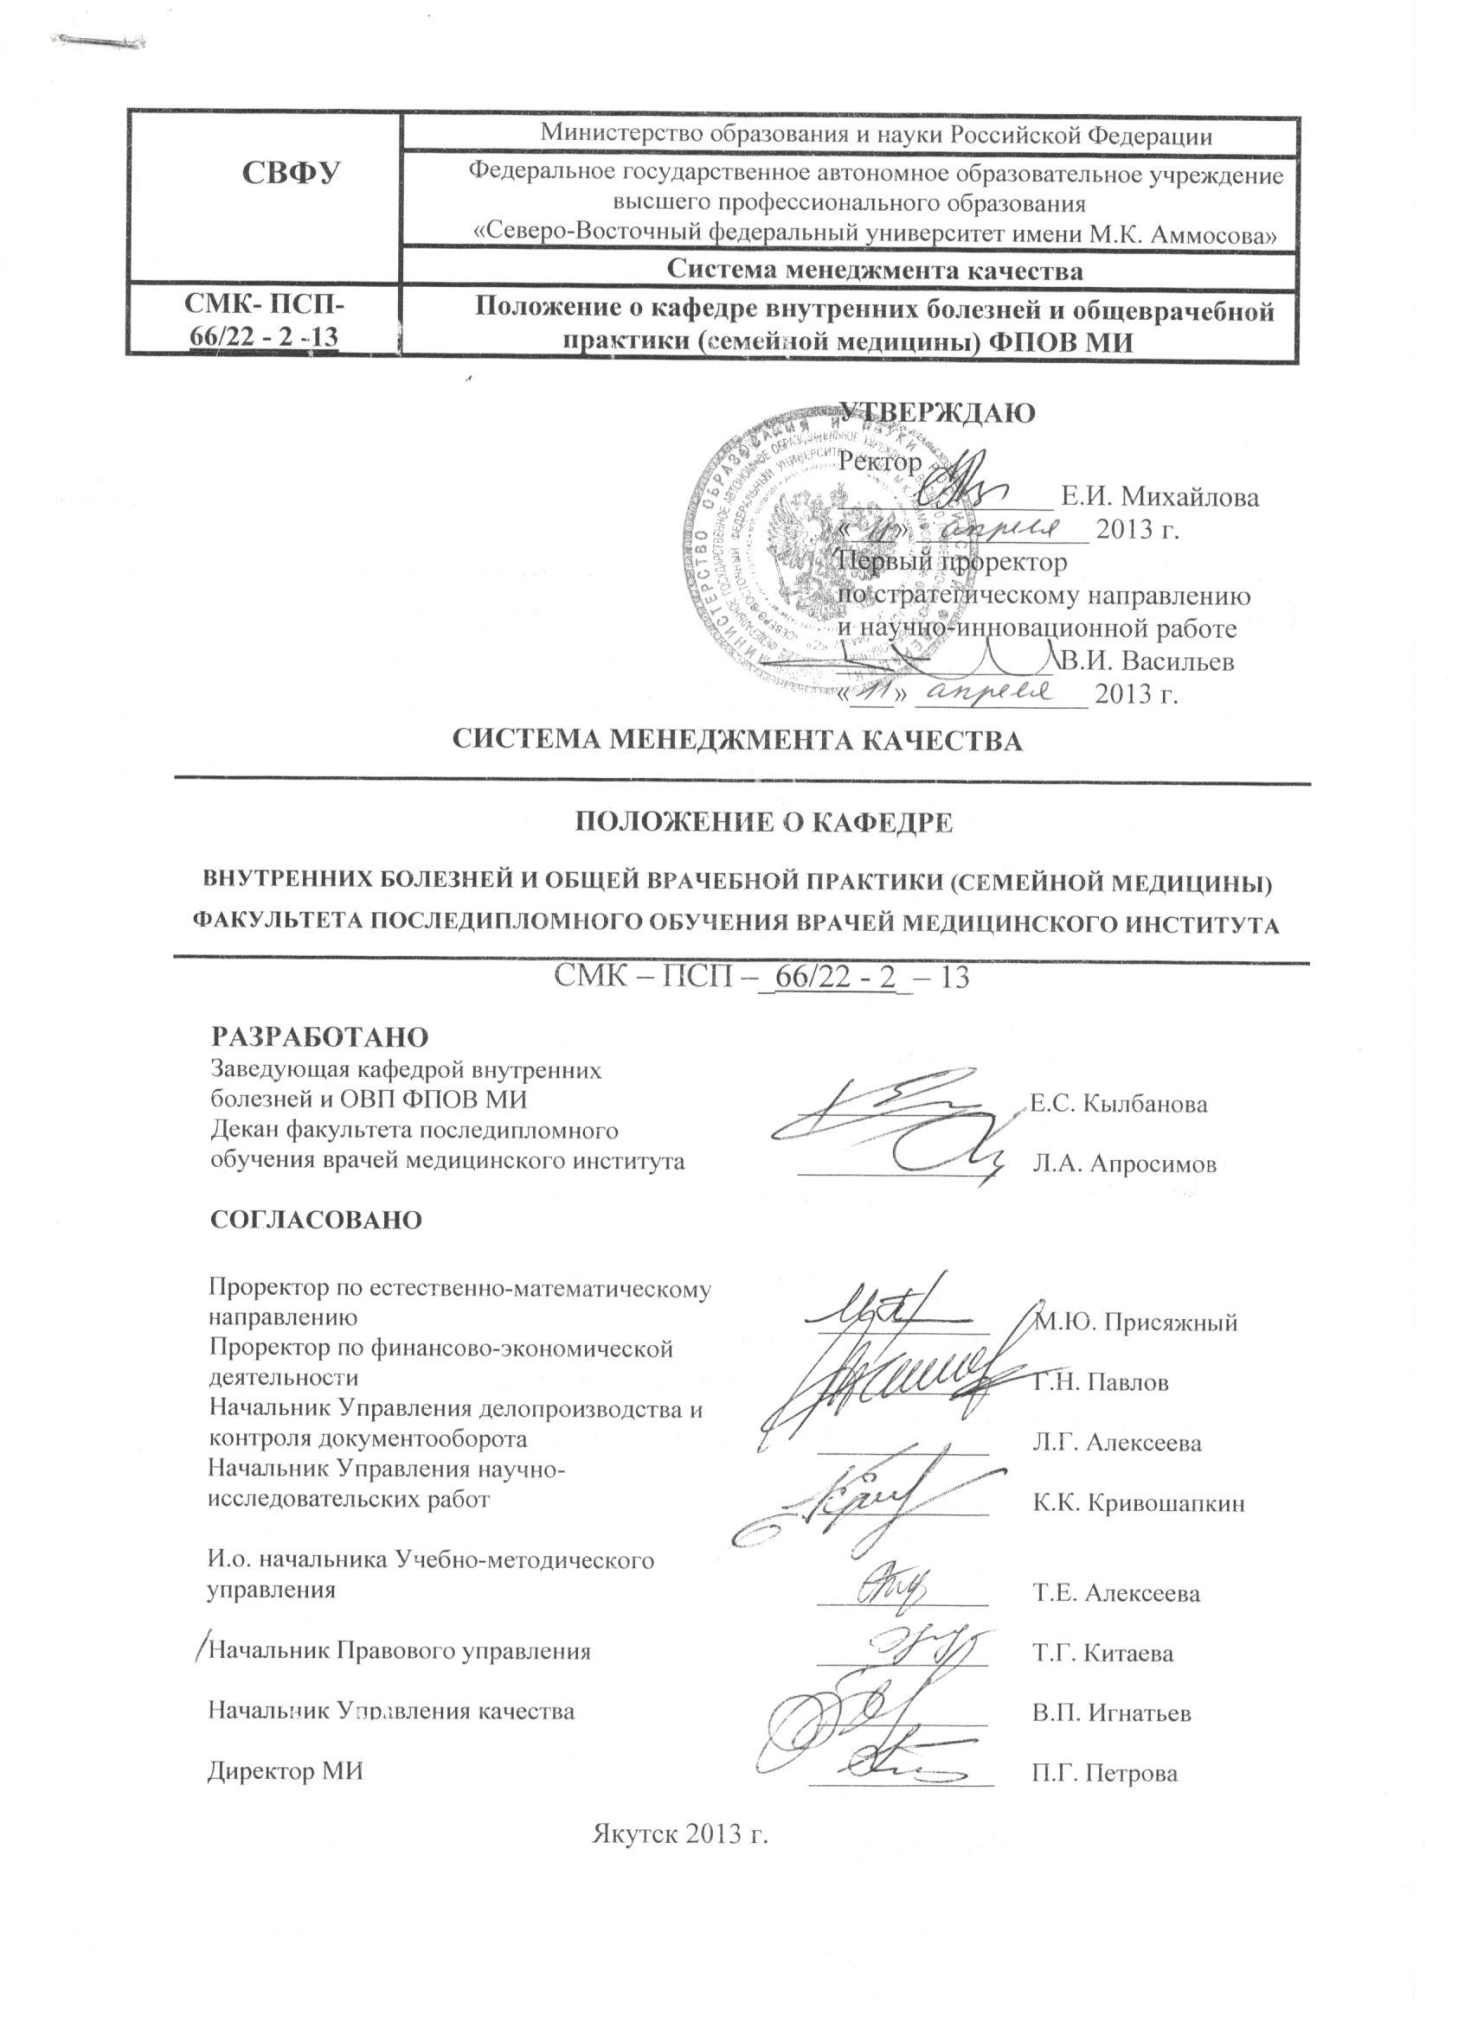 СВФУ
Министерство образования и науки Российской Федерации
Федеральное государственное автономное образовательное учреждение
высшего профессионального образования
«Северо-Восточный федеральный университет имени М.К. Аммосова»
Система менеджмента качества
СМК- ПСП-
66/22 - 2 -13
Положение о кафедре внутренних болезней и общеврачебной
практики (семейной медицины) ФПОВ МИ
УТВЕРЖДАЮ
Ректор
Е.И. Михайлова
«11» апреля 2013 г.
Первый проректор
по стратегическому направлению
и научно-инновационной работе
В.И. Васильев
«11» апреля 2013 г.
СИСТЕМА МЕНЕДЖМЕНТА КАЧЕСТВА
ПОЛОЖЕНИЕ О КАФЕДРЕ
ВНУТРЕННИХ БОЛЕЗНЕЙ И ОБЩЕЙ ВРАЧЕБНОЙ ПРАКТИКИ (СЕМЕЙНОЙ МЕДИЦИНЫ)
ФАКУЛЬТЕТА ПОСЛЕДИПЛОМНОГО ОБУЧЕНИЯ ВРАЧЕЙ МЕДИЦИНСКОГО ИНСТИТУТА
СМК – ПСП – 66/22 - 2 – 13
РАЗРАБОТАНО
Заведующая кафедрой внутренних
болезней и ОВП ФПОВ МИ Е.С. Кылбанова
Декан факультета последипломного
обучения врачей медицинского института Л.А. Апросимов
СОГЛАСОВАНО
Проректор по естественно-математическому
направлению М.Ю. Присяжный
Проректор по финансово-экономической
деятельности Г.Н. Павлов
Начальник Управления делопроизводства и
контроля документооборота Л.Г. Алексеева
Начальник Управления научно-
исследовательских работ К.К. Кривошапкин
И.о. начальника Учебно-методического
управления Т.Е. Алексеева
Начальник Правового управления Т.Г. Китаева
Начальник Управления качества В.П. Игнатьев
Директор МИ П.Г. Петрова
Якутск 2013 г.